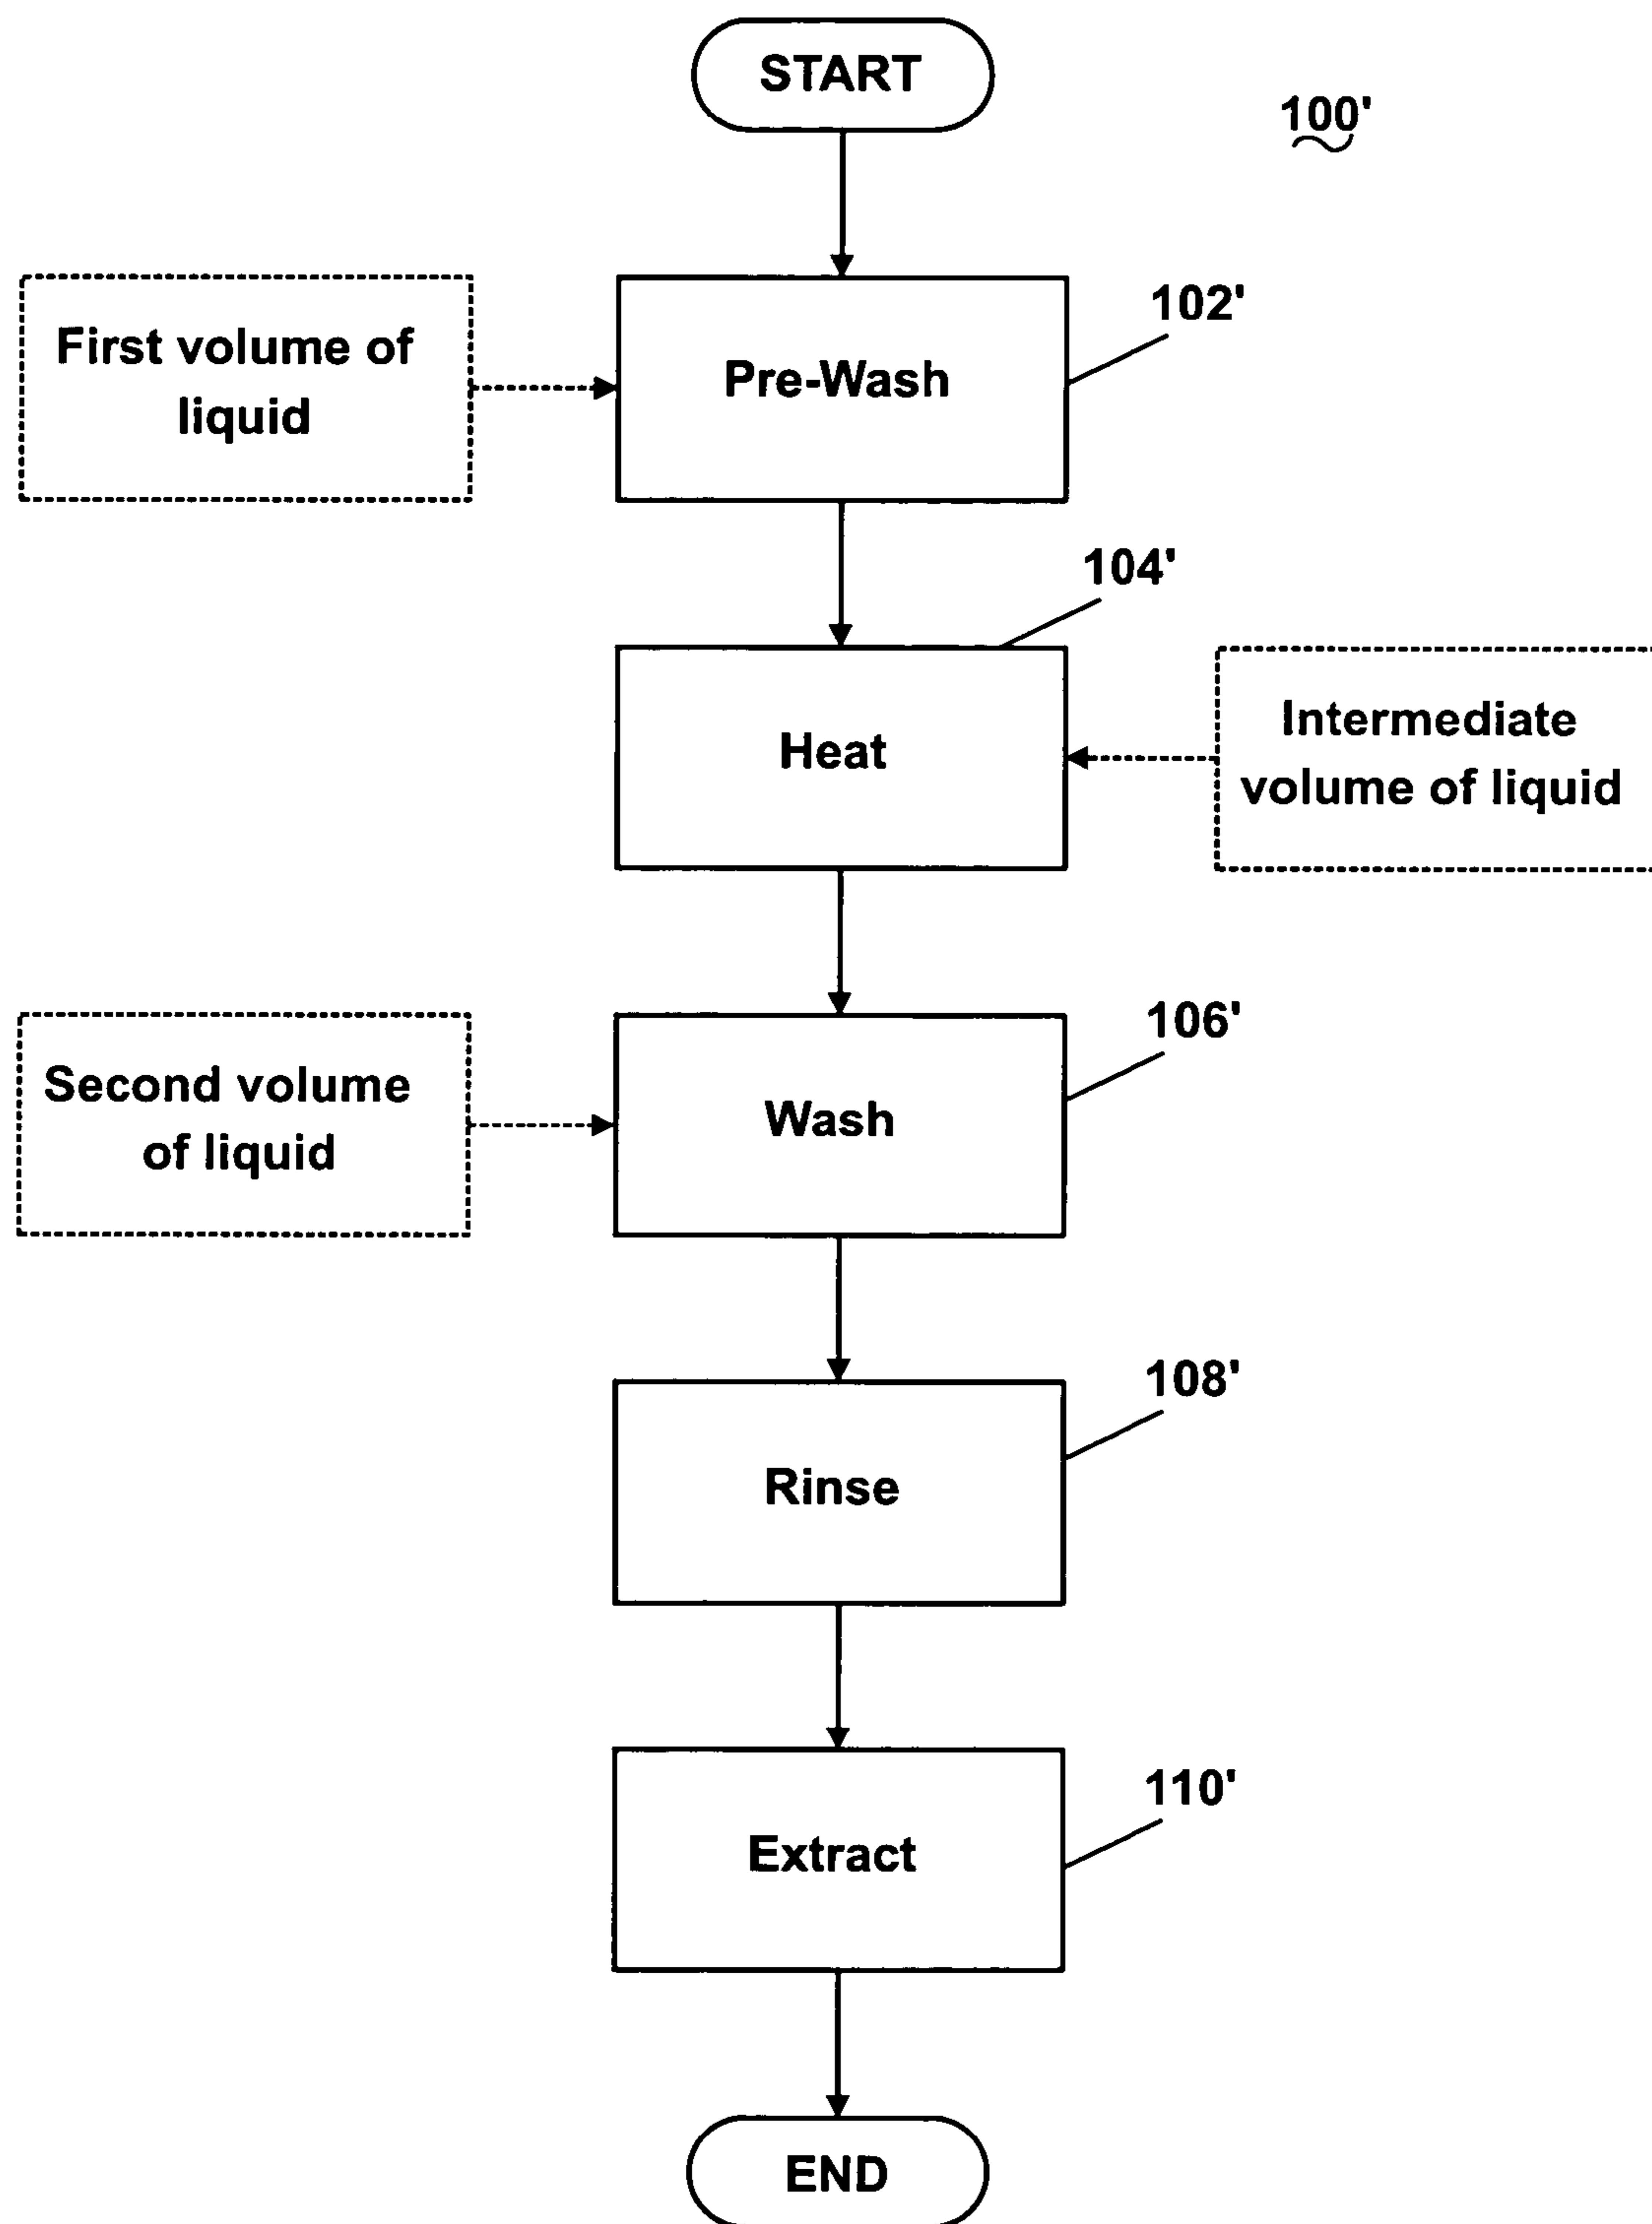 START
100'
102'
First volume of
liquid
Pre-Wash
104'
Heat
Intermediate
volume of liquid
106'
Second volume
of liquid
Wash
108'
Rinse
110'
Extract
END